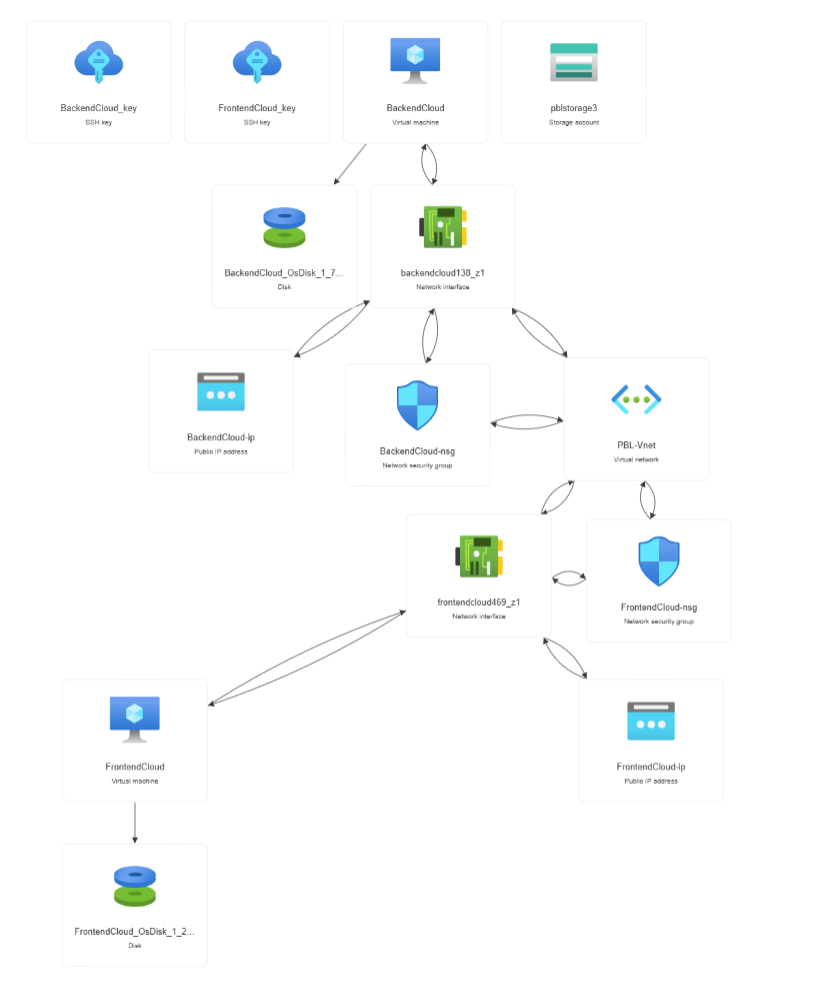 BackendCloud_key
SSH key
FrontendCloud_key
SSH key
BackendCloud
Virtual machine
pblstorage3
Storage account
BackendCloud_OsDisk_1_7...
Disk
backendcloud138_z1
Network interface
BackendCloud-ip
Public IP address
BackendCloud-nsg
Network security group
PBL-Vnet
Virtual network
frontendcloud469_z1
Network interface
FrontendCloud-nsg
Network security group
FrontendCloud
Virtual machine
FrontendCloud-ip
Public IP address
FrontendCloud_OsDisk_1_2...
Disk